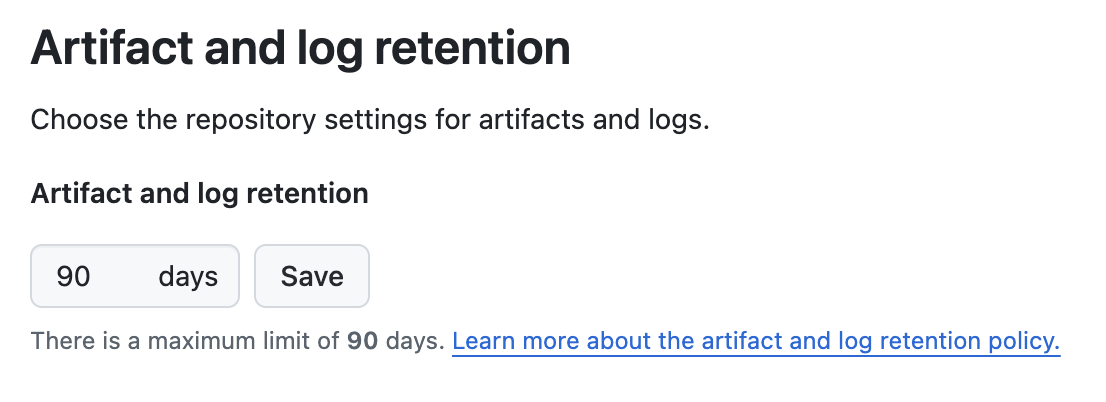 Artifact and log retention
Choose the repository settings for artifacts and logs.
Artifact and log retention
90 days Save
There is a maximum limit of 90 days. Learn more about the artifact and log retention policy.